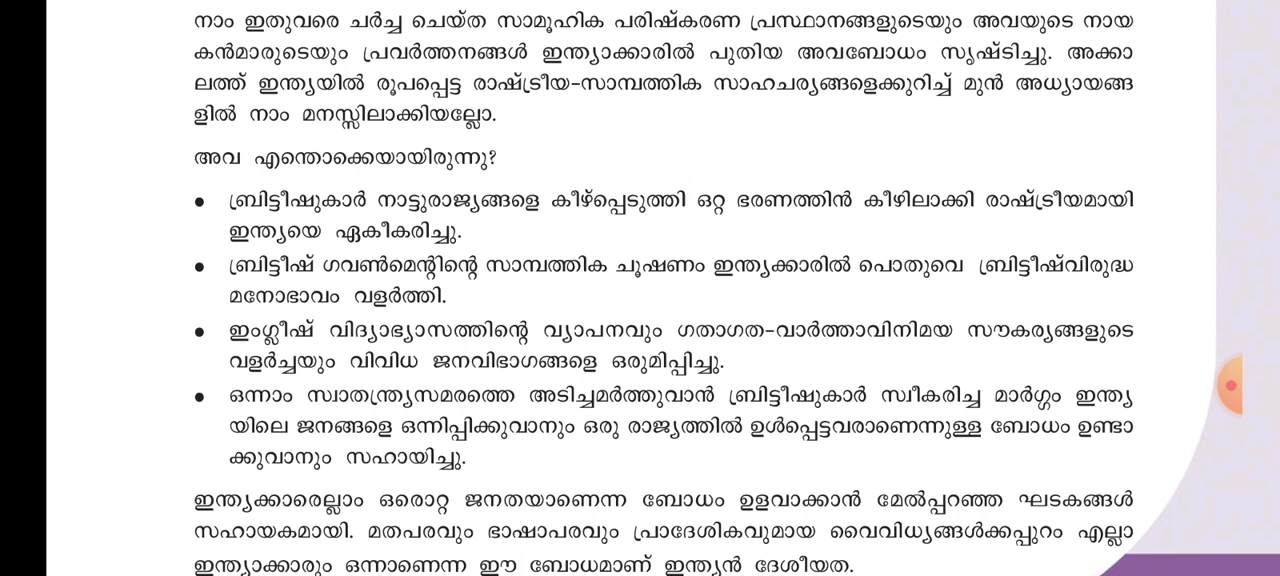 നാം ഇതുവരെ ചർച്ച ചെയ്ത സാമൂഹിക പരിഷ്കരണ പ്രസ്ഥാനങ്ങളുടെയും അവയുടെ നായ
കൻമാരുടെയും പ്രവർത്തനങ്ങൾ ഇന്ത്യാക്കാരിൽ പുതിയ അവബോധം സൃഷ്ടിച്ചു. അക്കാ
ലത്ത് ഇന്ത്യയിൽ രൂപപ്പെട്ട രാഷ്ട്രീയ-സാമ്പത്തിക സാഹചര്യങ്ങളെക്കുറിച്ച് മുൻ അധ്യായങ്ങ
ളിൽ നാം മനസ്സിലാക്കിയല്ലോ.
അവ എന്തൊക്കെയായിരുന്നു?
• ബ്രിട്ടീഷുകാർ നാട്ടുരാജ്യങ്ങളെ കീഴ്പ്പെടുത്തി ഒറ്റ ഭരണത്തിൻ കീഴിലാക്കി രാഷ്ട്രീയമായി
ഇന്ത്യയെ ഏകീകരിച്ചു.
• ബ്രിട്ടീഷ് ഗവൺമെന്റിന്റെ സാമ്പത്തിക ചൂഷണം ഇന്ത്യക്കാരിൽ പൊതുവെ ബ്രിട്ടീഷ്‌വിരുദ്ധ
മനോഭാവം വളർത്തി.
• ഇംഗ്ലീഷ് വിദ്യാഭ്യാസത്തിന്റെ വ്യാപനവും ഗതാഗത-വാർത്താവിനിമയ സൗകര്യങ്ങളുടെ
വളർച്ചയും വിവിധ ജനവിഭാഗങ്ങളെ ഒരുമിപ്പിച്ചു.
• ഒന്നാം സ്വാതന്ത്ര്യസമരത്തെ അടിച്ചമർത്തുവാൻ ബ്രിട്ടീഷുകാർ സ്വീകരിച്ച മാർഗ്ഗം ഇന്ത്യ
യിലെ ജനങ്ങളെ ഒന്നിപ്പിക്കുവാനും ഒരു രാജ്യത്തിൽ ഉൾപ്പെട്ടവരാണെന്നുള്ള ബോധം ഉണ്ടാ
ക്കുവാനും സഹായിച്ചു.
ഇന്ത്യക്കാരെല്ലാം ഒരൊറ്റ ജനതയാണെന്ന ബോധം ഉളവാക്കാൻ മേൽപ്പറഞ്ഞ ഘടകങ്ങൾ
സഹായകമായി. മതപരവും ഭാഷാപരവും പ്രാദേശികവുമായ വൈവിധ്യങ്ങൾക്കപ്പുറം എല്ലാ
ഇന്ത്യാക്കാരും ഒന്നാണെന്ന ഈ ബോധമാണ് ഇന്ത്യൻ ദേശീയത.